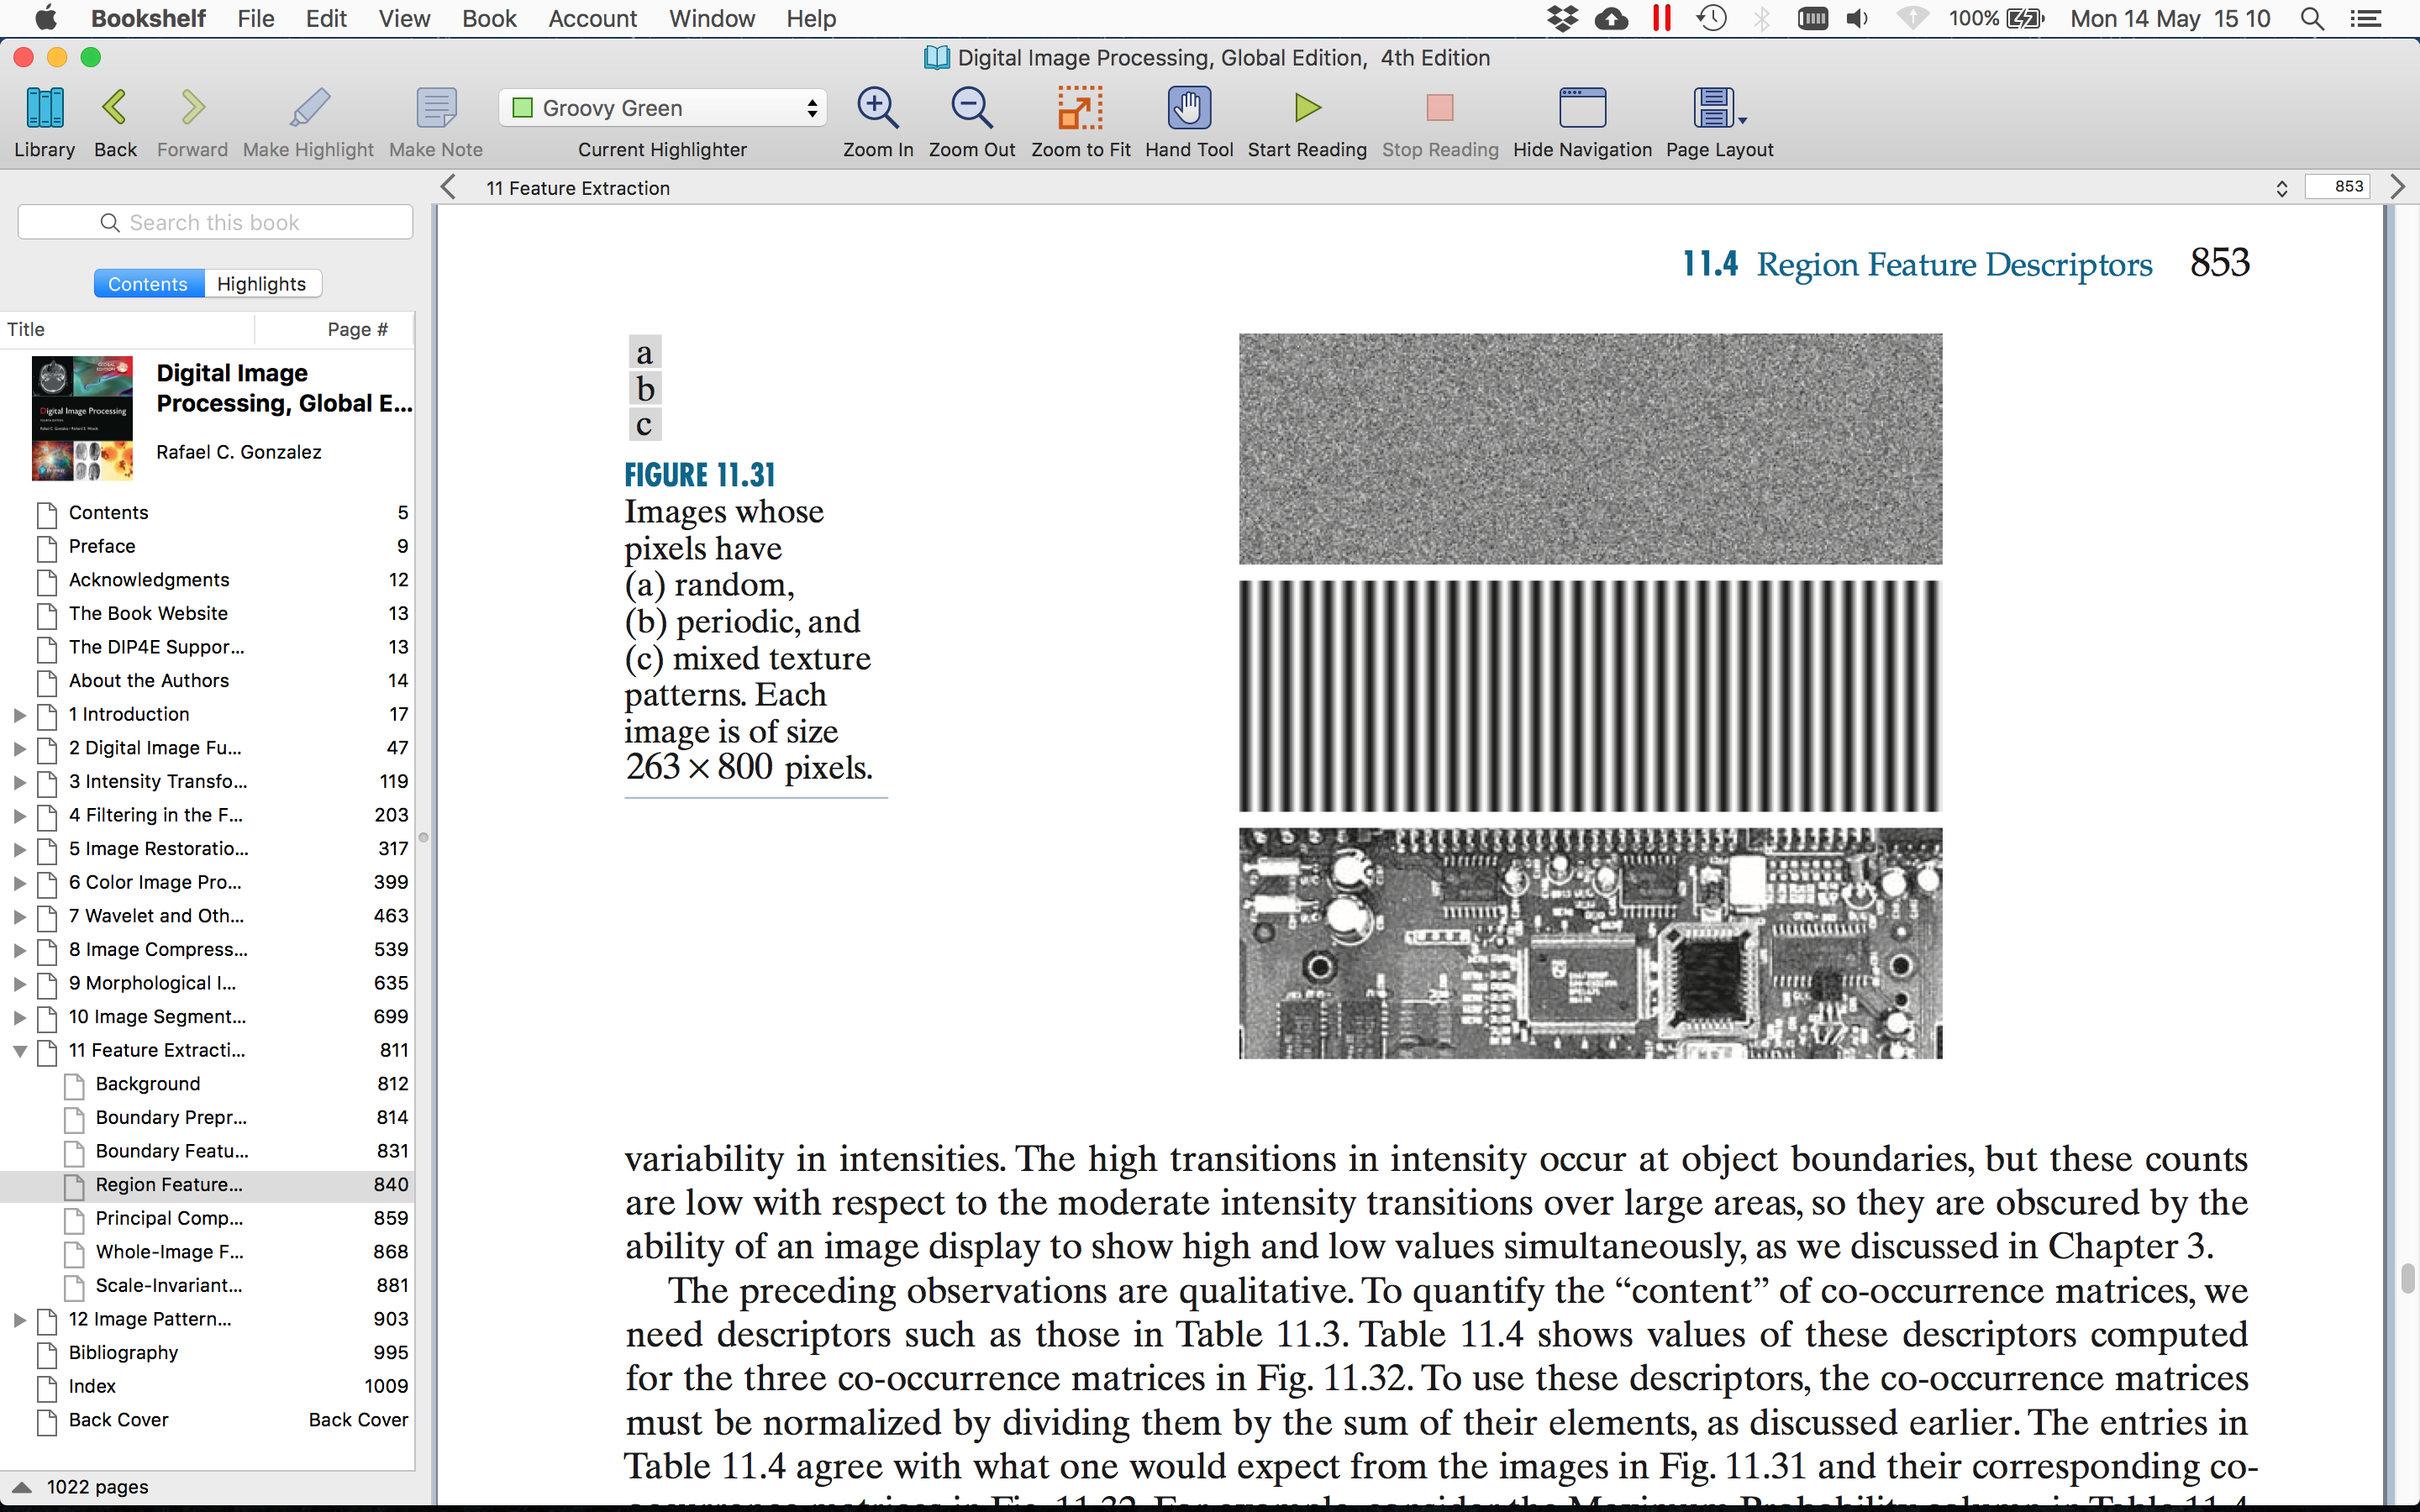 Bookshelf File Edit View Book Account Window Help 100% Mon 14 May 15 10
Digital Image Processing, Global Edition, 4th Edition
Library Back Forward Make Highlight Make Note Groovy Green Current Highlighter Zoom In Zoom Out Zoom to Fit Hand Tool Start Reading Stop Reading Hide Navigation Page Layout
11 Feature Extraction 853
Search this book
Contents Highlights
Title Page #
Digital Image Processing
Digital Image
Processing, Global E...
Rafael C. Gonzalez
Contents 5
Preface 9
Acknowledgments 12
The Book Website 13
The DIP4E Suppor... 13
About the Authors 14
1 Introduction 17
2 Digital Image Fu... 47
3 Intensity Transfo... 119
4 Filtering in the F... 203
5 Image Restoratio... 317
6 Color Image Pro... 399
7 Wavelet and Oth... 463
8 Image Compress... 539
9 Morphological I... 635
10 Image Segment... 699
11 Feature Extracti... 811
Background 812
Boundary Prepr... 814
Boundary Featu... 831
Region Feature... 840
Principal Comp... 859
Whole-Image F... 868
Scale-Invariant... 881
12 Image Pattern... 903
Bibliography 995
Index 1009
Back Cover Back Cover
1022 pages
11.4 Region Feature Descriptors 853
a
b
c
FIGURE 11.31
Images whose
pixels have
(a) random,
(b) periodic, and
(c) mixed texture
patterns. Each
image is of size
263 × 800 pixels.
variability in intensities. The high transitions in intensity occur at object boundaries, but these counts
are low with respect to the moderate intensity transitions over large areas, so they are obscured by the
ability of an image display to show high and low values simultaneously, as we discussed in Chapter 3.
The preceding observations are qualitative. To quantify the “content” of co-occurrence matrices, we
need descriptors such as those in Table 11.3. Table 11.4 shows values of these descriptors computed
for the three co-occurrence matrices in Fig. 11.32. To use these descriptors, the co-occurrence matrices
must be normalized by dividing them by the sum of their elements, as discussed earlier. The entries in
Table 11.4 agree with what one would expect from the images in Fig. 11.31 and their corresponding co-